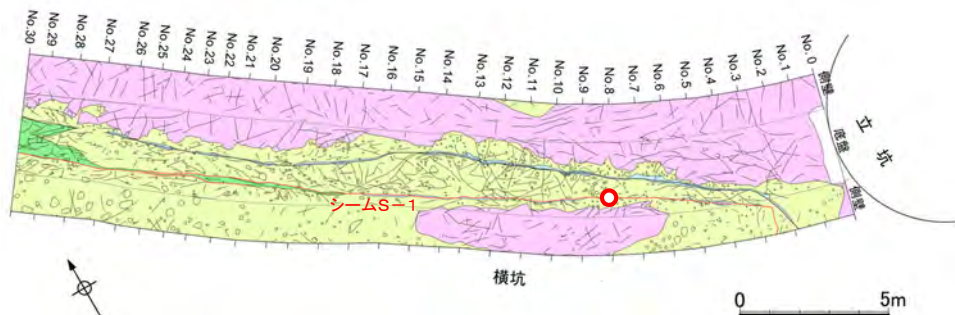 No.30
No.29
No.28
No.27
No.26
No.25
No.24
No.23
No.22
No.21
No.20
No.19
No.18
No.17
No.16
No.15
No.14
No.13
No.12
No.11
No.10
No.9
No.8
No.7
No.6
No.5
No.4
No.3
No.2
No.1
No.0
側壁
底盤
側壁
立坑
シームS-1
横坑
0 5m